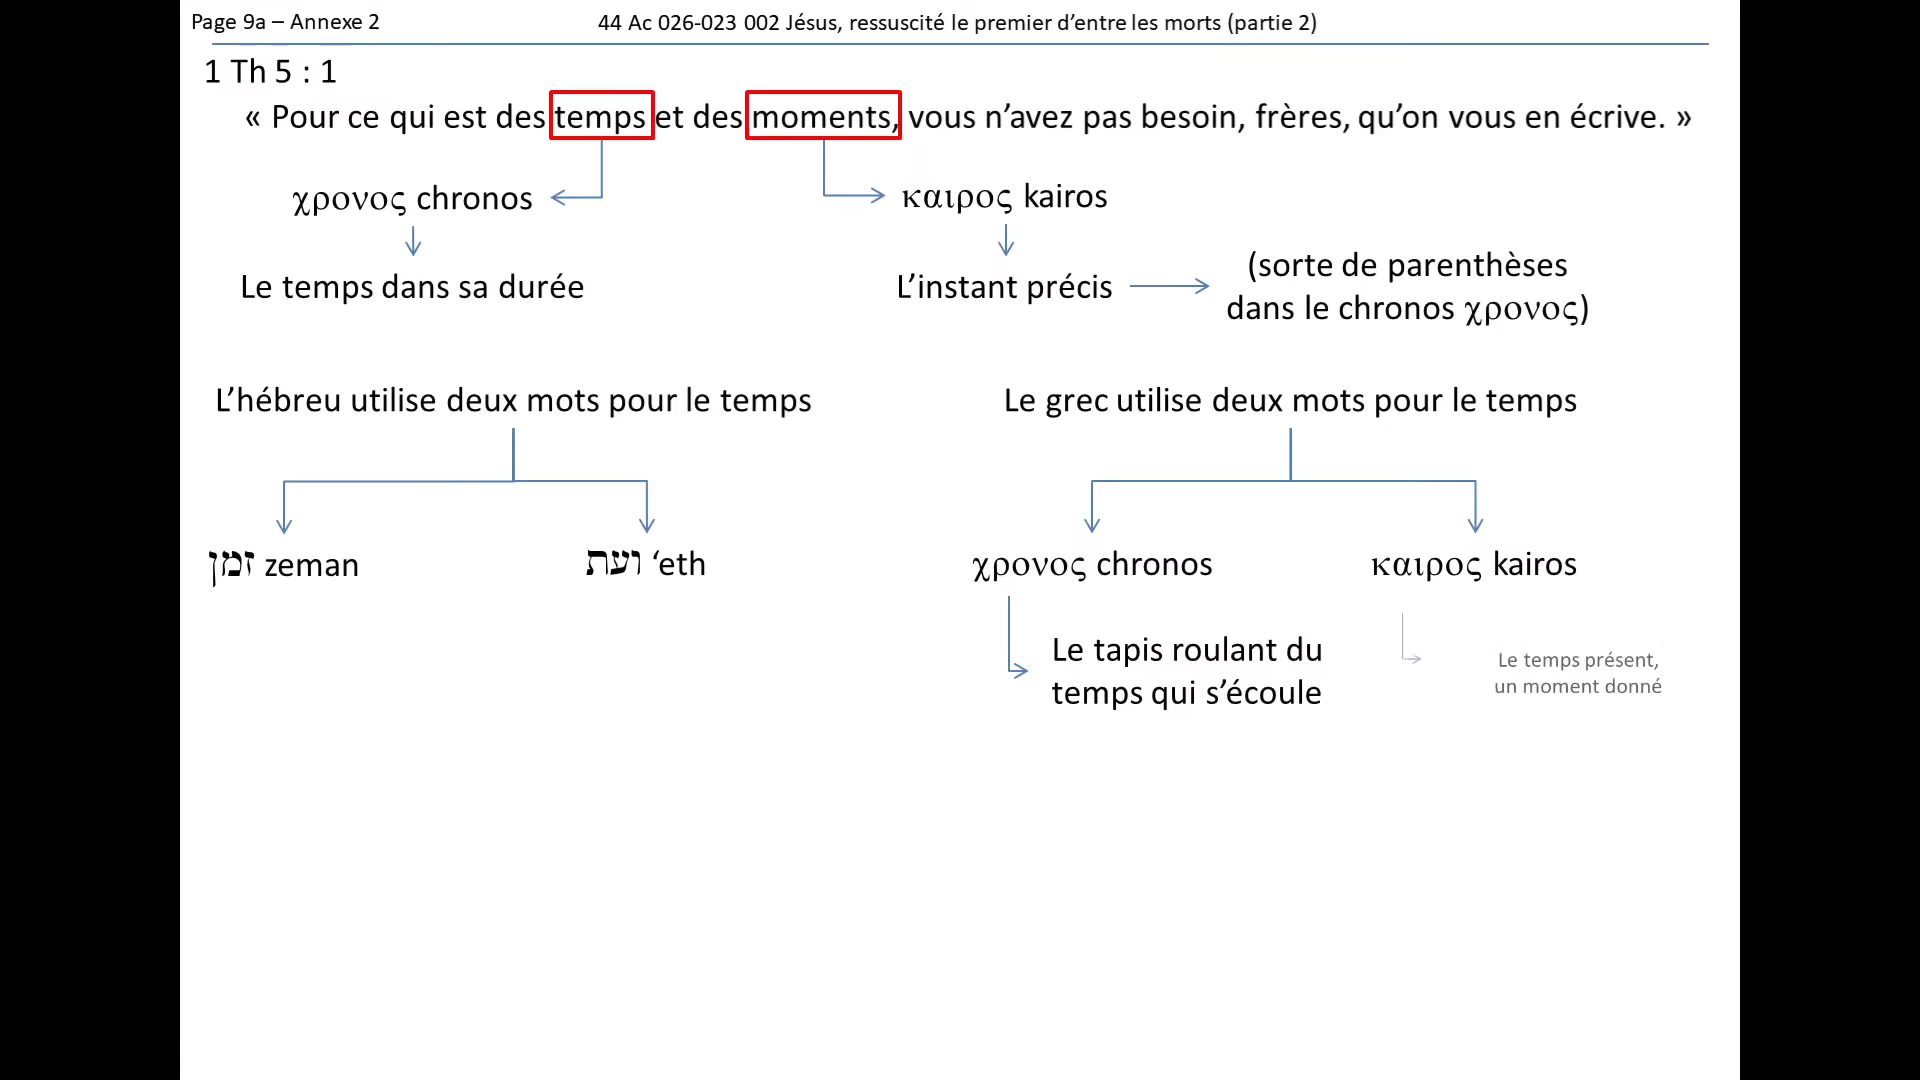 Page 9a – Annexe 2
44 Ac 026-023 002 Jésus, ressuscité le premier d’entre les morts (partie 2)
1 Th 5 : 1
« Pour ce qui est des temps et des moments, vous n’avez pas besoin, frères, qu’on vous en écrive. »
χρονος chronos
καιρος kairos
Le temps dans sa durée
L’instant précis
(sorte de parenthèses
dans le chronos χρονος)
L’hébreu utilise deux mots pour le temps
Le grec utilise deux mots pour le temps
זמן zeman
ועת ‘eth
χρονος chronos
καιρος kairos
Le tapis roulant du
temps qui s’écoule
Le temps présent,
un moment donné